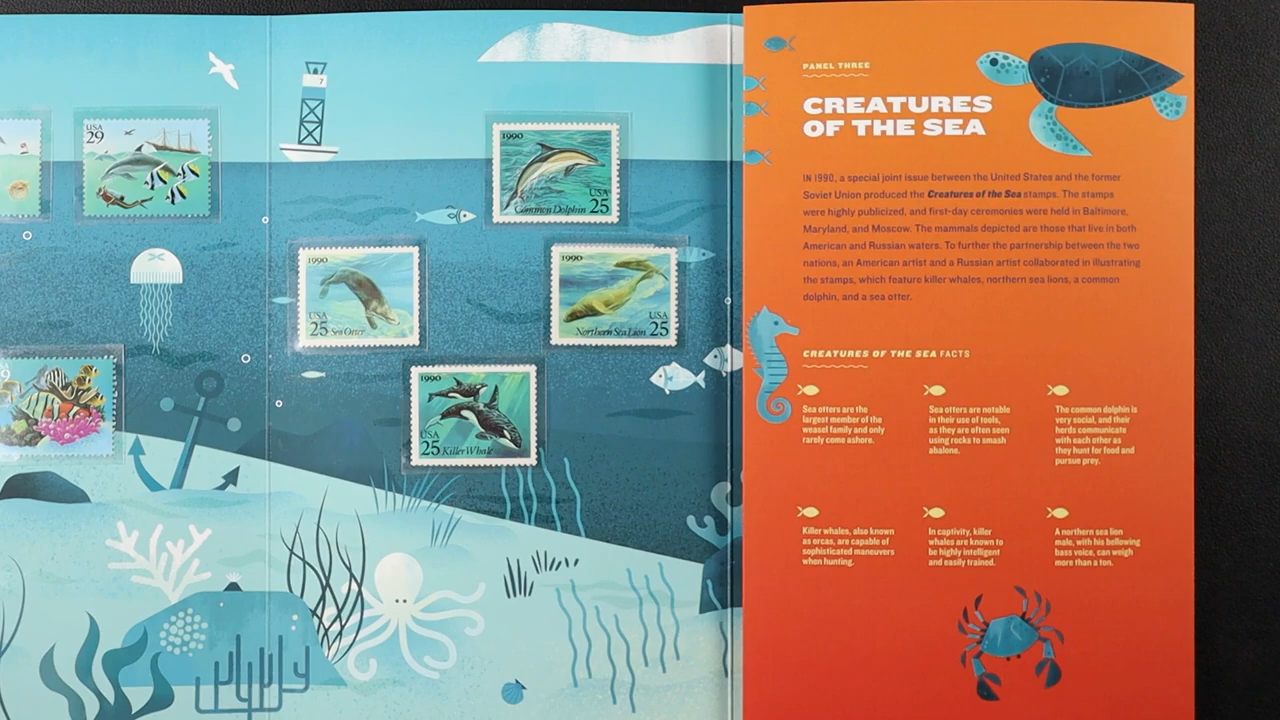 7
USA
29
1990
Common Dolphin
USA
25
1990
USA
25 Sea Otter
1990
USA
Northern Sea Lion 25
9
1990
USA
25 Killer Whale
PANEL THREE
CREATURES
OF THE SEA
IN 1990, a special joint issue between the United States and the former
Soviet Union produced the Creatures of the Sea stamps. The stamps
were highly publicized, and first-day ceremonies were held in Baltimore,
Maryland, and Moscow. The mammals depicted are those that live in both
American and Russian waters. To further the partnership between the two
nations, an American artist and a Russian artist collaborated in illustrating
the stamps, which feature killer whales, northern sea lions, a common
dolphin, and a sea otter.
CREATURES OF THE SEA FACTS
Sea otters are the
largest member of the
weasel family and only
rarely come ashore.
Sea otters are notable
in their use of tools,
as they are often seen
using rocks to smash
abalone.
The common dolphin is
very social, and their
herds communicate
with each other as
they hunt for food and
pursue prey.
Killer whales, also known
as orcas, are capable of
sophisticated maneuvers
when hunting.
In captivity, killer
whales are known to
be highly intelligent
and easily trained.
A northern sea lion
male, with his bellowing
bass voice, can weigh
more than a ton.